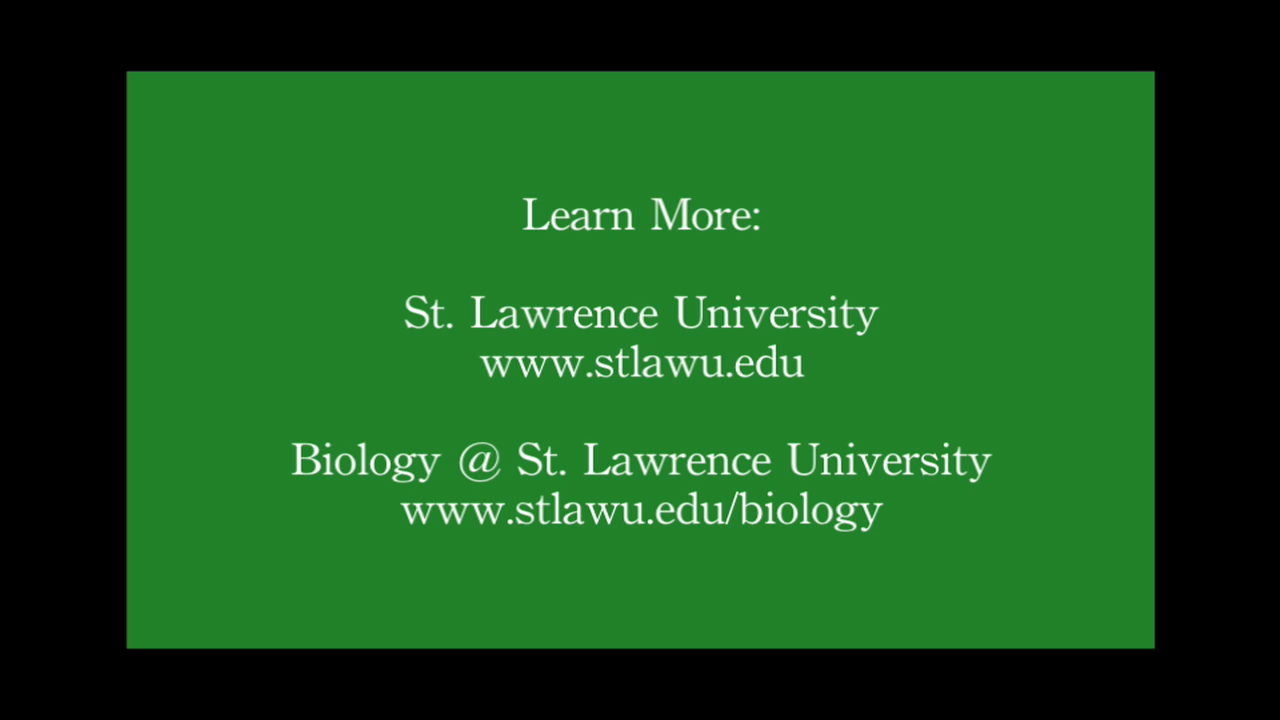 Learn More:
St. Lawrence University
www.stlawu.edu
Biology @ St. Lawrence University
www.stlawu.edu/biology